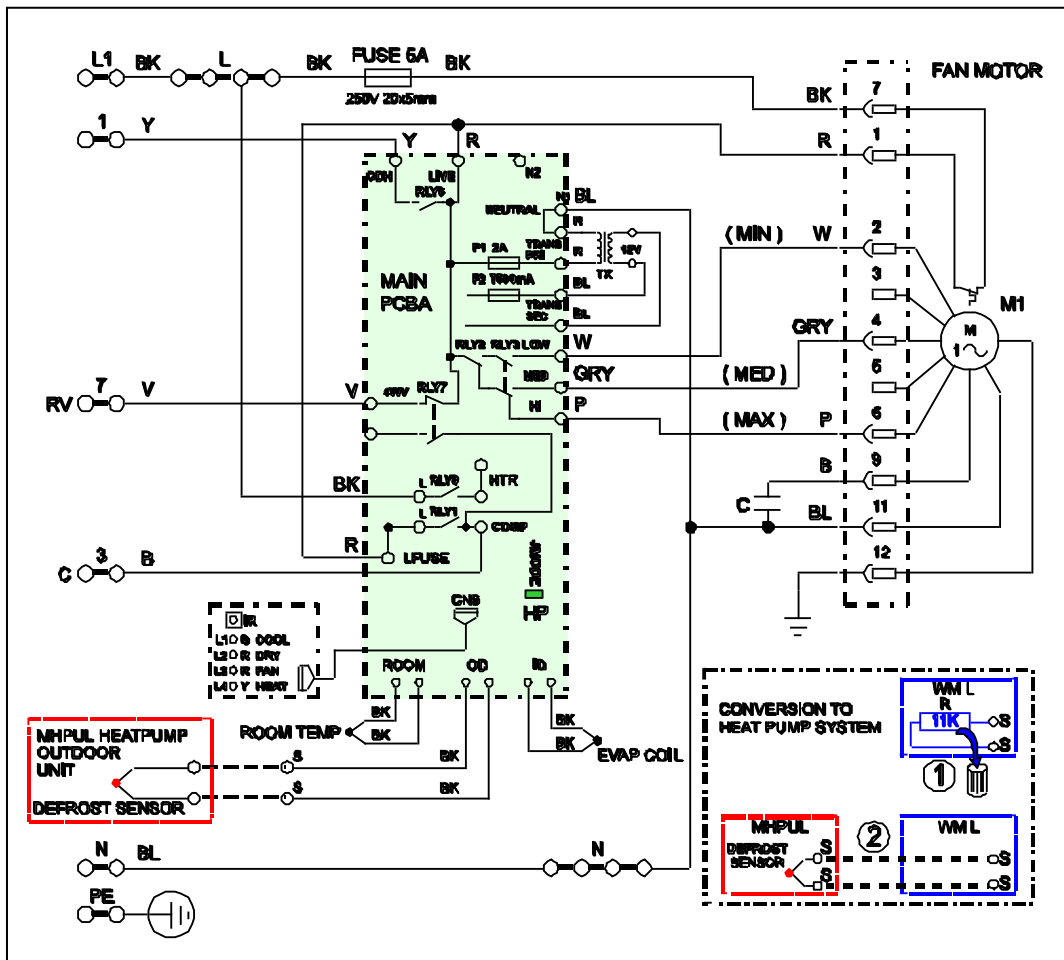 L1 BK L BK FUSE 5A BK
250V 20x5mm
FAN MOTOR
BK 7
1 Y Y R
R 1
ODH LIVE N2
RLY6
N1 BL
NEUTRAL R
(MIN) W 2
F1 2A TRANS PRI R
TX 12V
MAIN PCBA
BL
3
TRANS SEC BL
M1
GRY 4
M
1
RLY2 RLY3 LOW W
MED GRY
(MED) 5
RV 7 V V 4WV RLY7
HI P
(MAX) P 6
B 9
BK L HTR
C
L RLY1 COMP
BL 11
R LFUSE
C 3 B
12
CN9
HP
IR
L1 G COOL
L2 R DRY
L3 R FAN
L4 Y HEAT
ROOM OD ID
BK
BK
ROOM TEMP
BK
BK
EVAP COIL
MHPUL HEATPUMP
OUTDOOR
UNIT
DEFROST SENSOR
S BK
S BK
CONVERSION TO
HEAT PUMP SYSTEM
WM L
R
11K
S
S
1
MHPUL
DEFROST
SENSOR
S
S
2
WM L
S
S
N BL N
PE